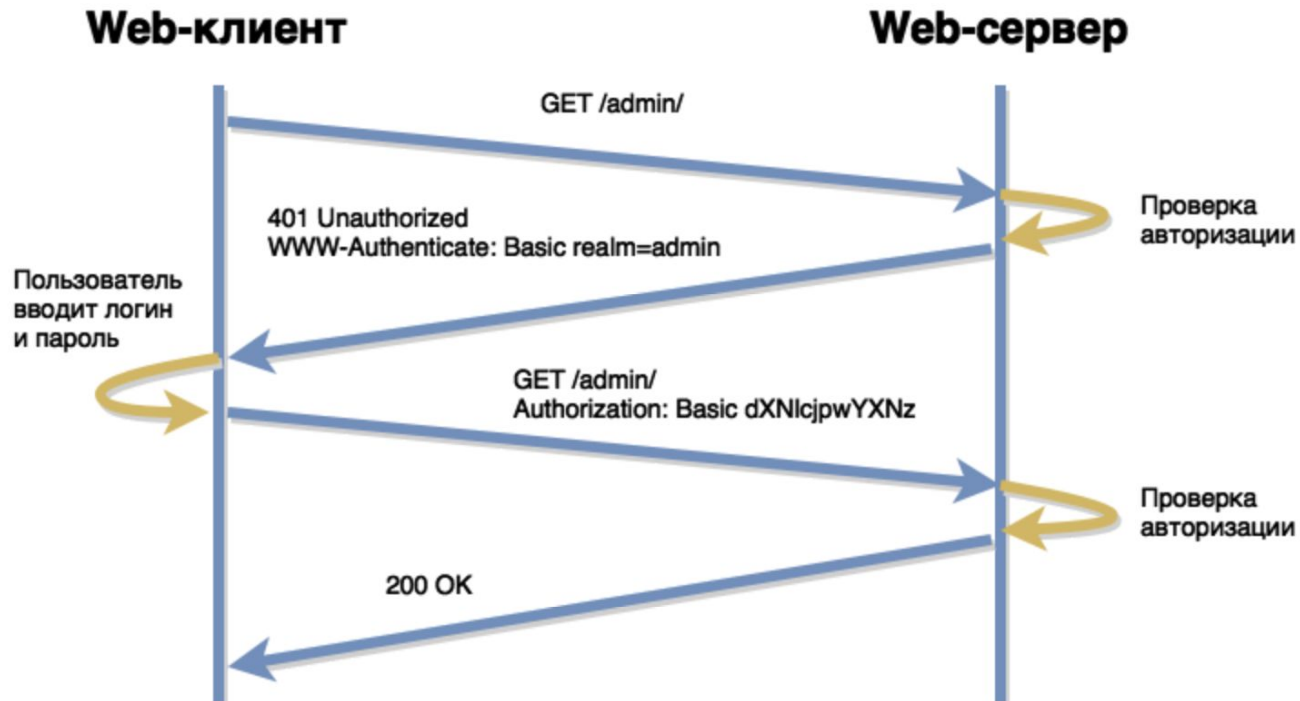 Web-клиент
Web-сервер
GET /admin/
Проверка
авторизации
401 Unauthorized
WWW-Authenticate: Basic realm=admin
Пользователь
вводит логин
и пароль
GET /admin/
Authorization: Basic dXNlcjpwYXNz
Проверка
авторизации
200 OK